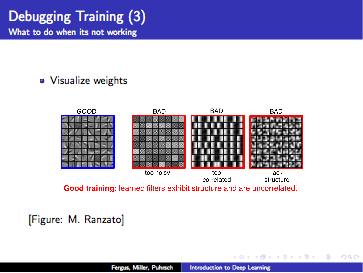 Debugging Training (3)
What to do when its not working
Visualize weights
GOOD BAD BAD BAD
too noisy too correlated lack structure
Good training: learned filters exhibit structure and are uncorrelated.
[Figure: M. Ranzato]
Fergus, Miller, Puhrsch Introduction to Deep Learning